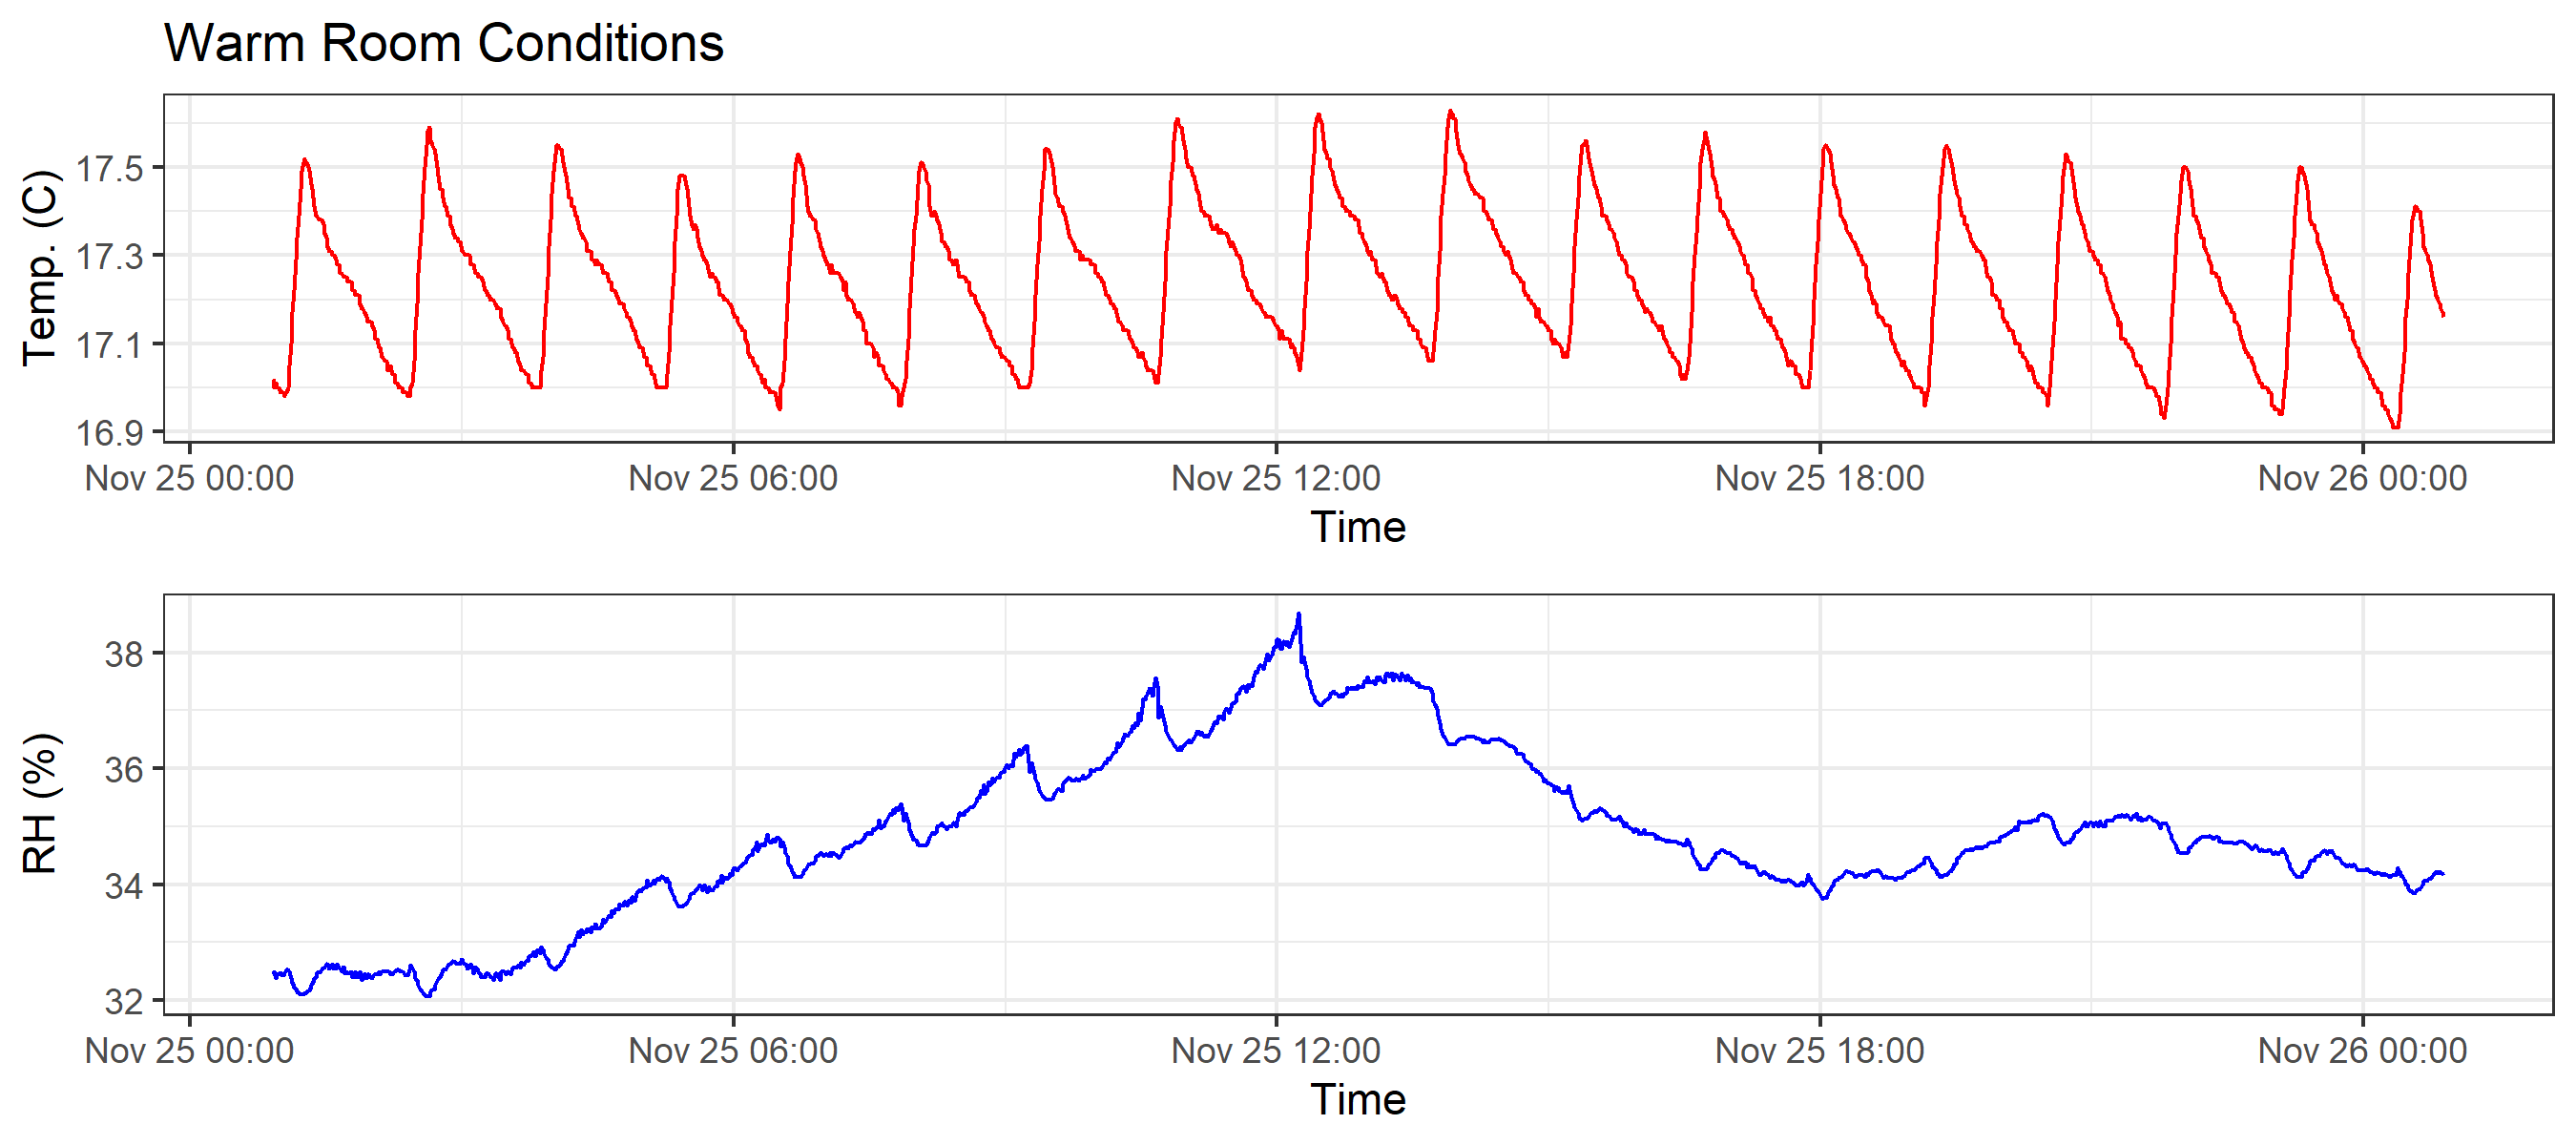 Warm Room Conditions
Temp. (C)
17.5
17.3
17.1
16.9
Nov 25 00:00 Nov 25 06:00 Nov 25 12:00 Nov 25 18:00 Nov 26 00:00
Time
RH (%)
38
36
34
32
Nov 25 00:00 Nov 25 06:00 Nov 25 12:00 Nov 25 18:00 Nov 26 00:00
Time